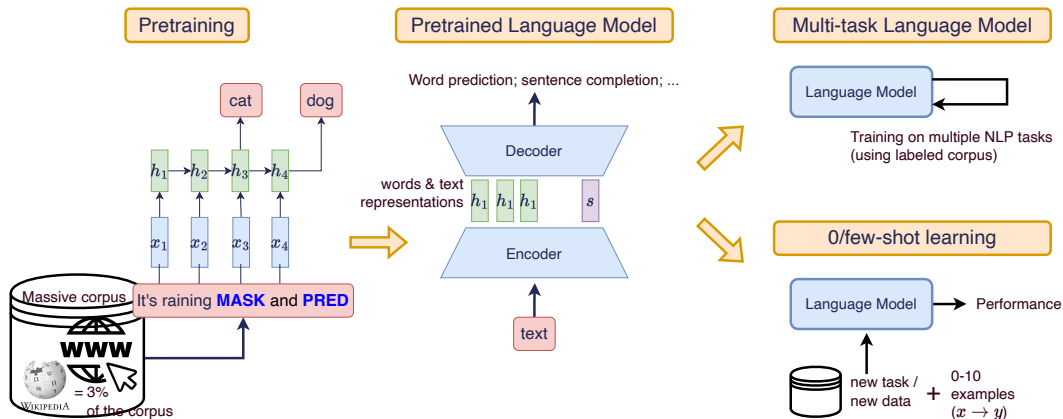 Pretraining
cat
dog
h₁ h₂ h₃ h₄
x₁ x₂ x₃ x₄
It's raining MASK and PRED
Massive corpus
WWW
WIKIPEDIA
= 3%
of the corpus
Pretrained Language Model
Word prediction; sentence completion; ...
Decoder
words & text
representations
h₁ h₁ h₁ s
Encoder
text
Multi-task Language Model
Language Model
Training on multiple NLP tasks
(using labeled corpus)
0/few-shot learning
Language Model
Performance
new task /
new data
+
0-10
examples
(x → y)